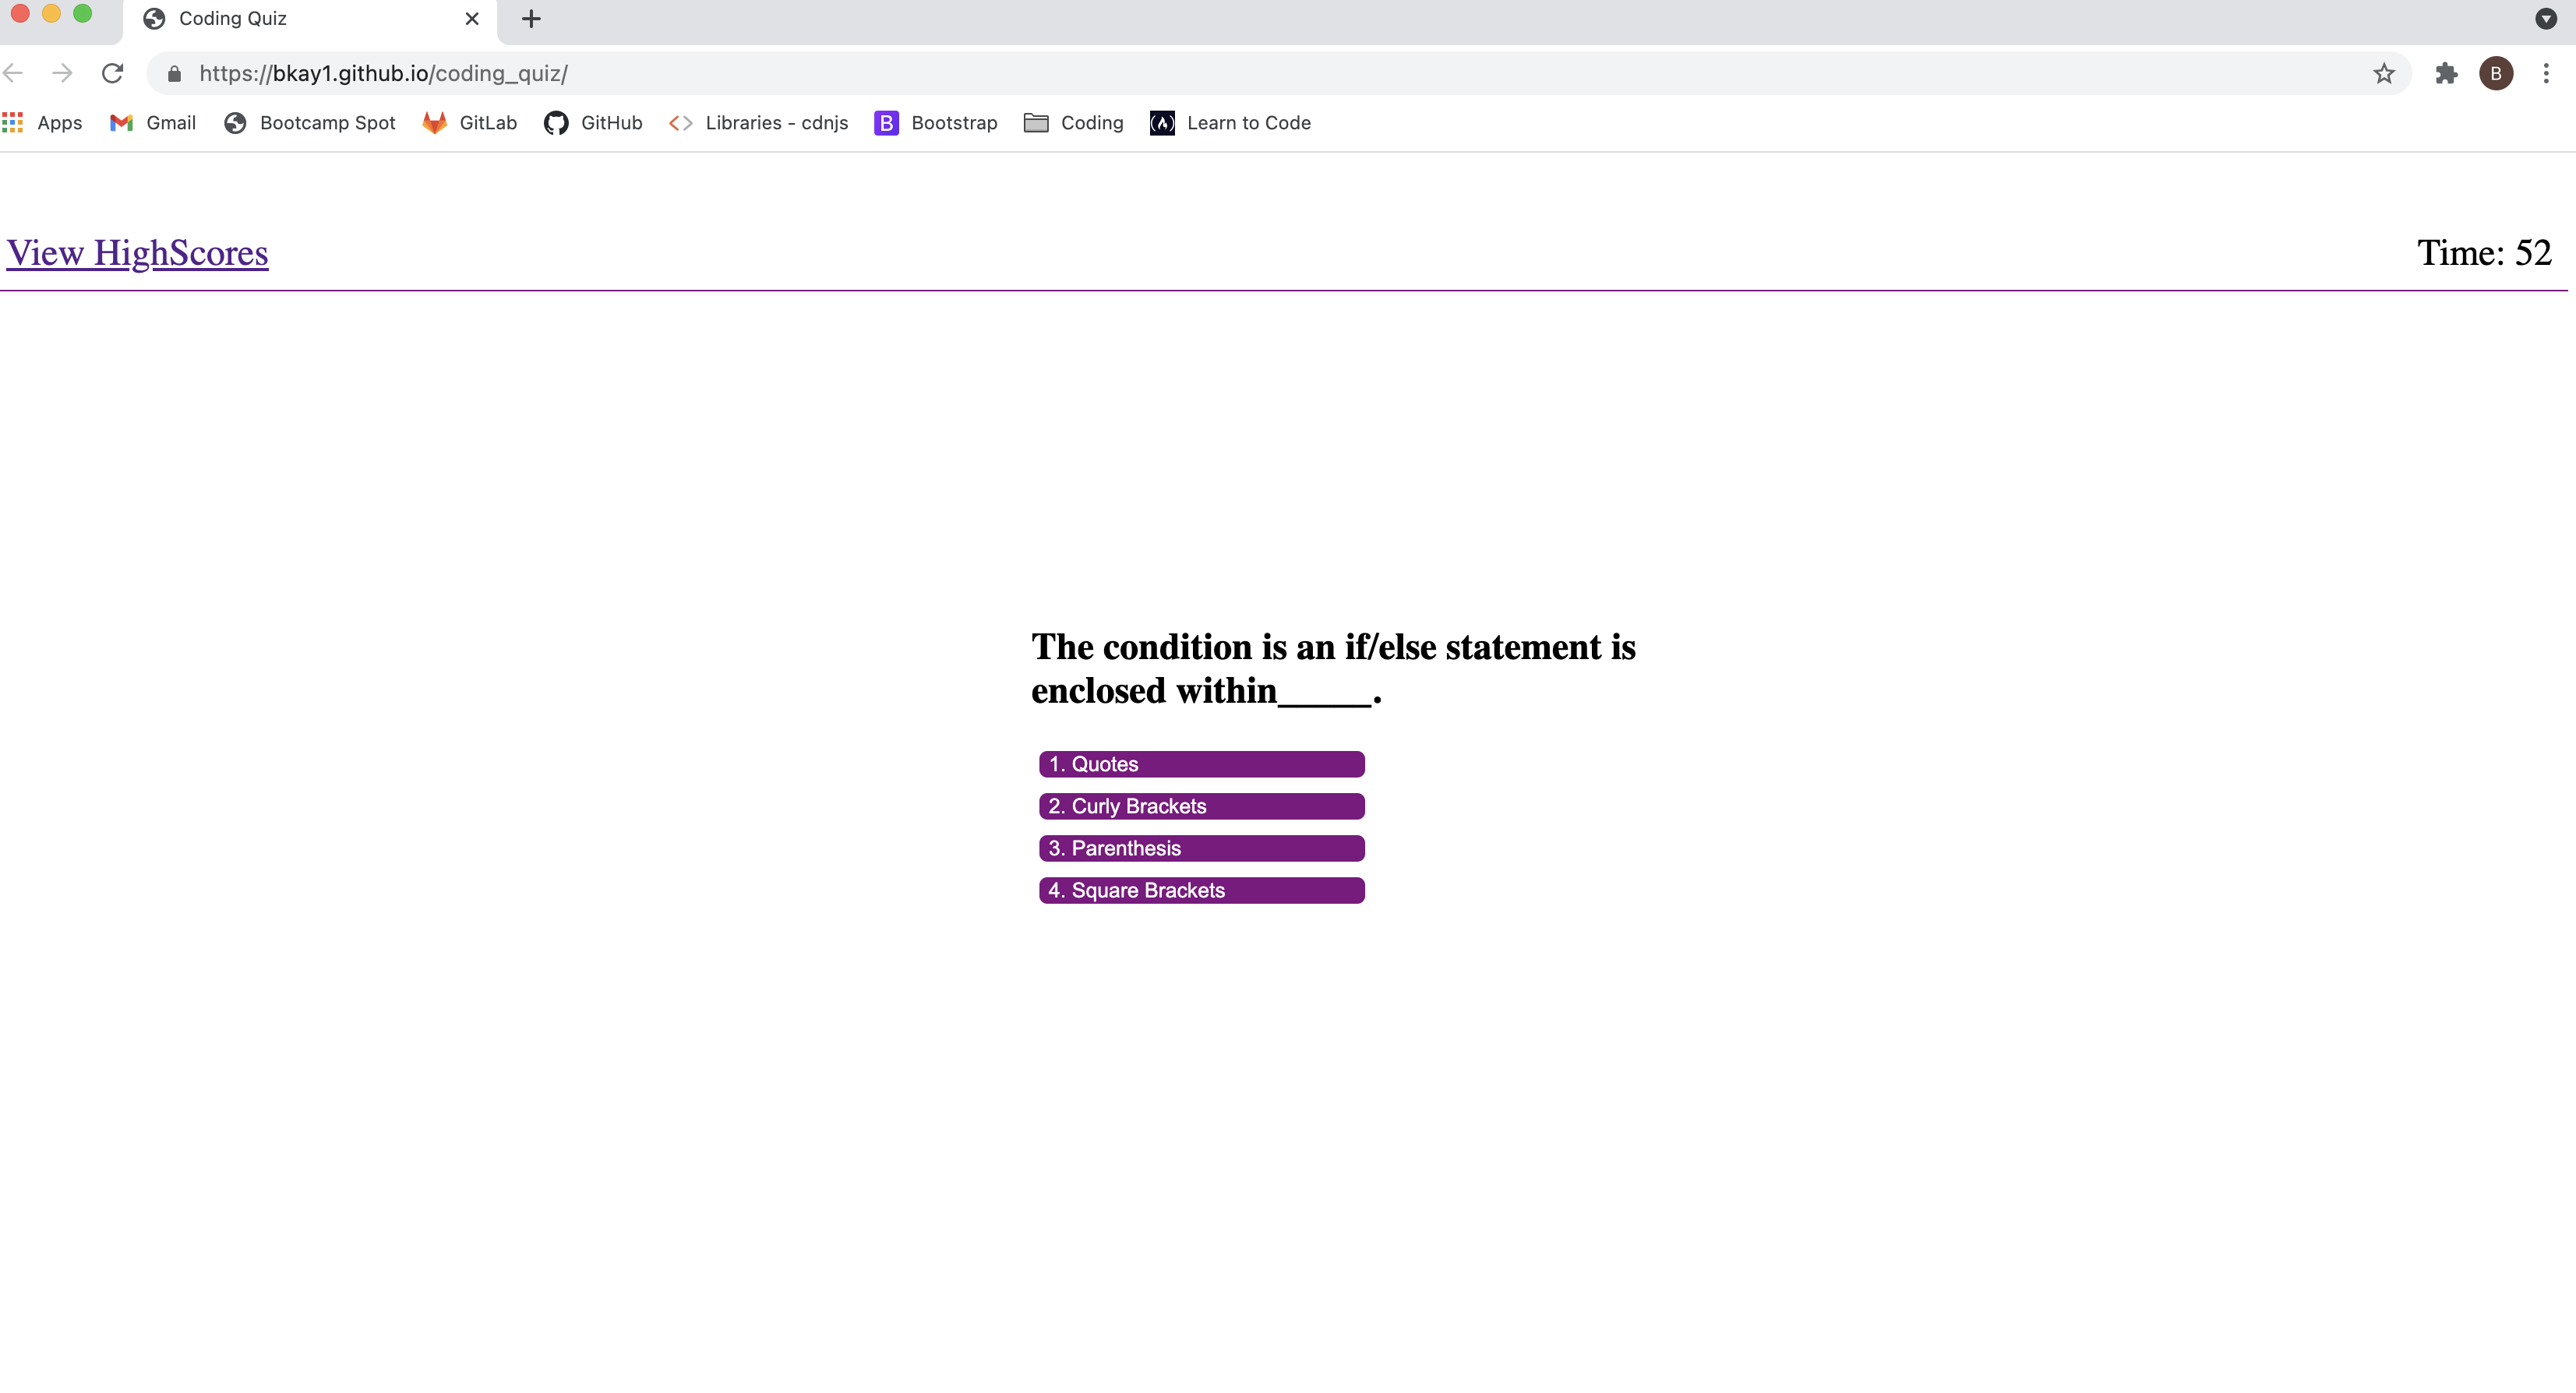 Coding Quiz
https://bkay1.github.io/coding_quiz/
B
Apps Gmail Bootcamp Spot GitLab GitHub Libraries - cdnjs B Bootstrap Coding Learn to Code
View HighScores Time: 52
The condition is an if/else statement is
enclosed within_____.
1. Quotes
2. Curly Brackets
3. Parenthesis
4. Square Brackets